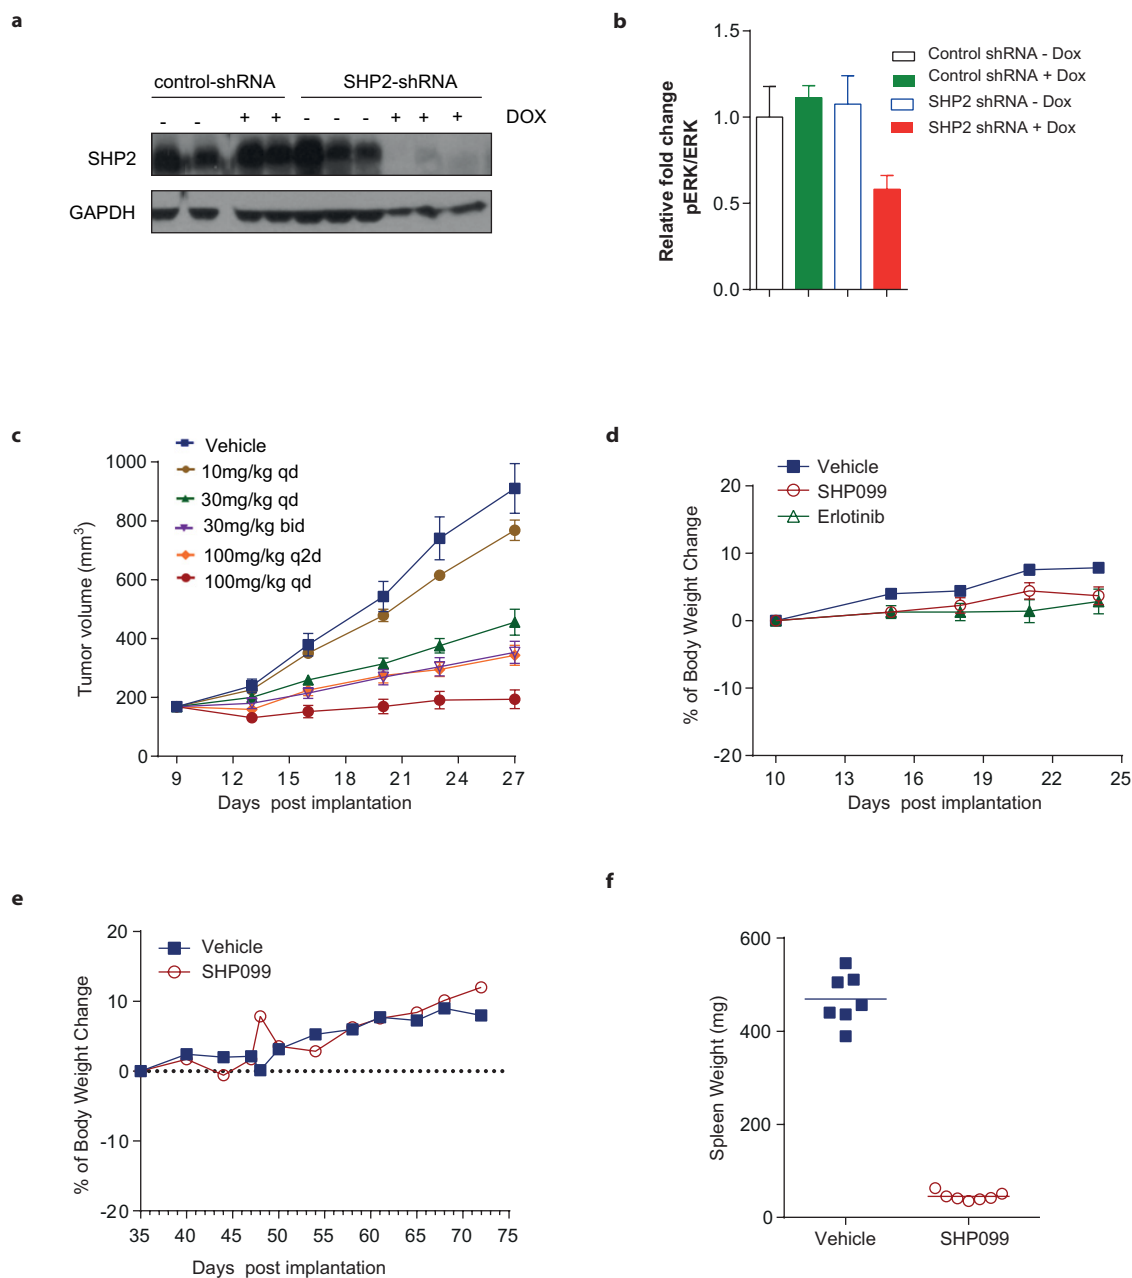 a
control-shRNA SHP2-shRNA
- - + + - - - + + + DOX
SHP2
GAPDH
b
Relative fold change
pERK/ERK
1.5
1.0
0.5
0.0
Control shRNA - Dox
Control shRNA + Dox
SHP2 shRNA - Dox
SHP2 shRNA + Dox
c
Vehicle
10mg/kg qd
30mg/kg qd
30mg/kg bid
100mg/kg q2d
100mg/kg qd
Tumor volume (mm³)
1000
800
600
400
200
0
9 12 15 18 21 24 27
Days post implantation
d
Vehicle
SHP099
Erlotinib
% of Body Weight Change
20
10
0
-10
-20
10 13 16 19 22 25
Days post implantation
e
Vehicle
SHP099
% of Body Weight Change
20
10
0
-10
-20
35 40 45 50 55 60 65 70 75
Days post implantation
f
Spleen Weight (mg)
600
400
200
0
Vehicle SHP099